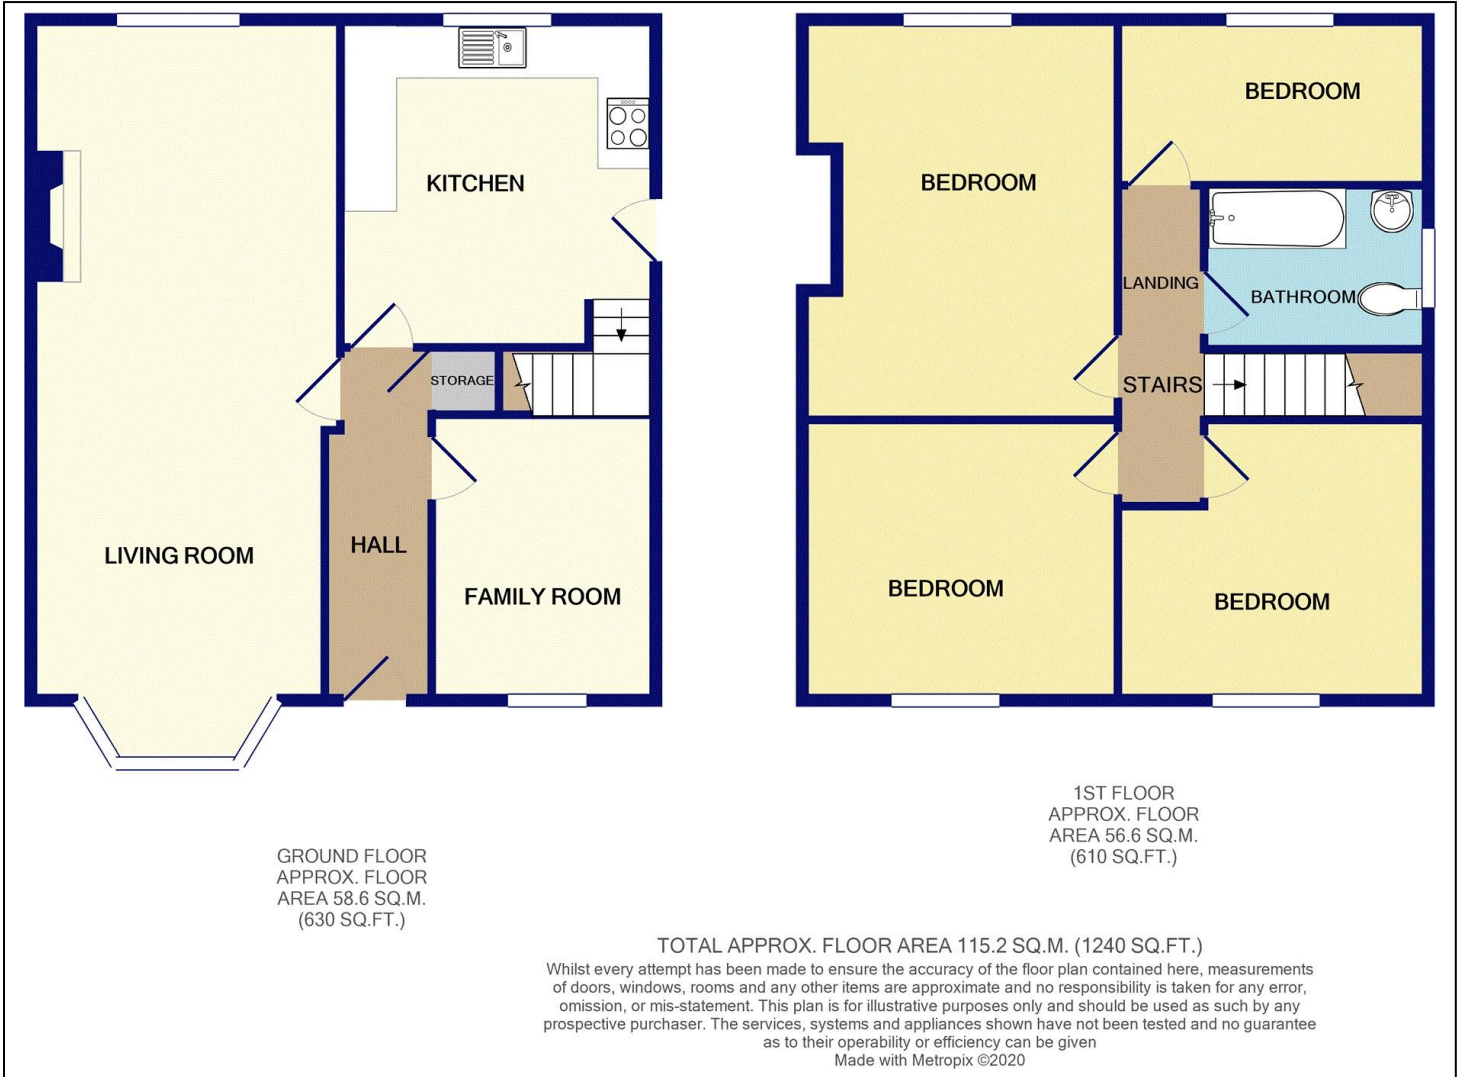 KITCHEN
STORAGE
LIVING ROOM
HALL
FAMILY ROOM
BEDROOM
BEDROOM
LANDING
BATHROOM
STAIRS
BEDROOM
BEDROOM
GROUND FLOOR
APPROX. FLOOR
AREA 58.6 SQ.M.
(630 SQ.FT.)
1ST FLOOR
APPROX. FLOOR
AREA 56.6 SQ.M.
(610 SQ.FT.)
TOTAL APPROX. FLOOR AREA 115.2 SQ.M. (1240 SQ.FT.)
Whilst every attempt has been made to ensure the accuracy of the floor plan contained here, measurements
of doors, windows, rooms and any other items are approximate and no responsibility is taken for any error,
omission, or mis-statement. This plan is for illustrative purposes only and should be used as such by any
prospective purchaser. The services, systems and appliances shown have not been tested and no guarantee
as to their operability or efficiency can be given
Made with Metropix ©2020